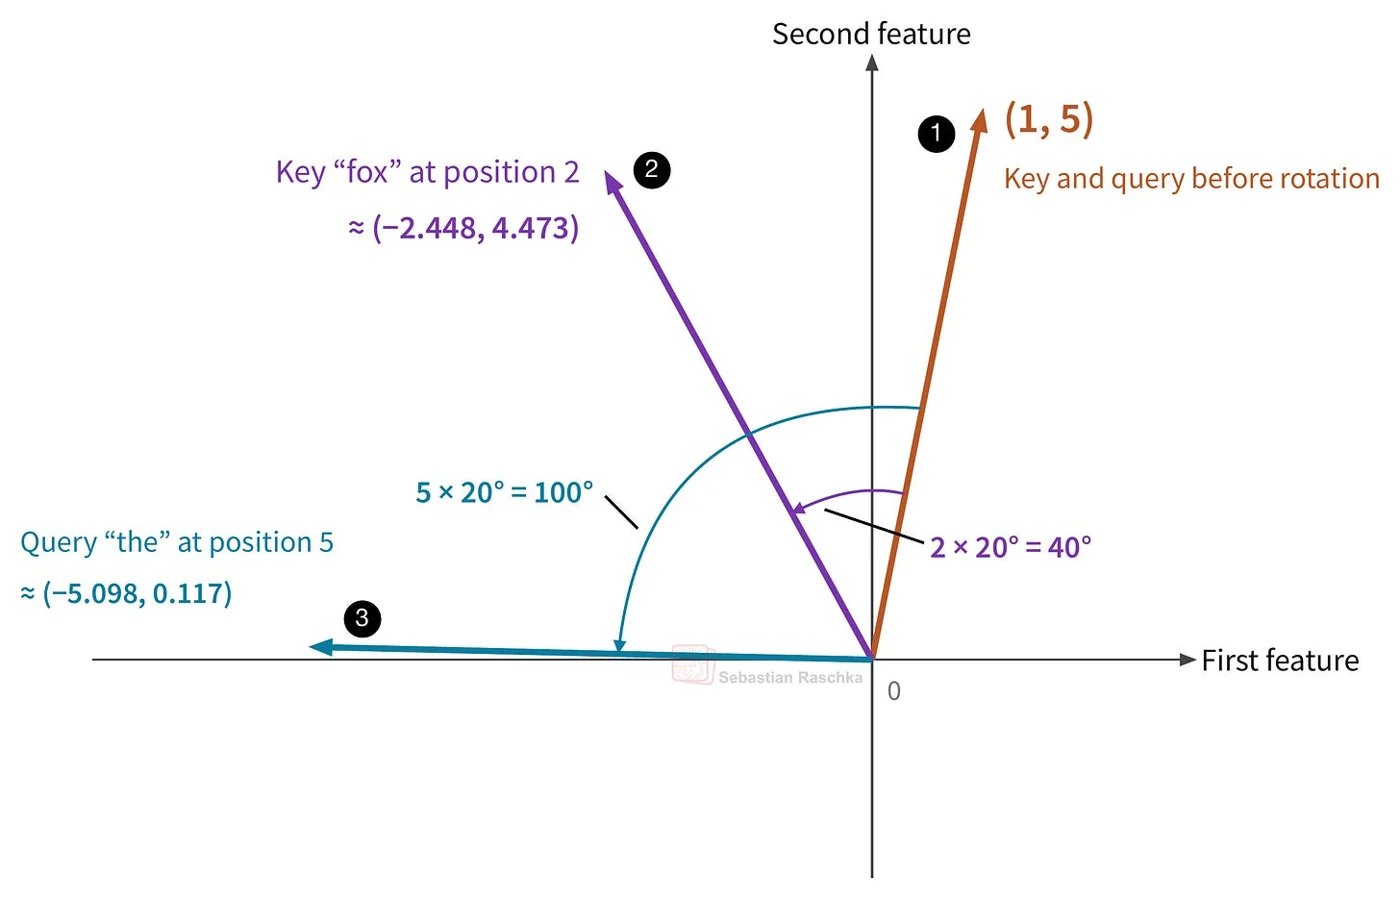 Second feature
1
(1, 5)
Key and query before rotation
2
Key “fox” at position 2
≈ (−2.448, 4.473)
5 × 20° = 100°
2 × 20° = 40°
Query “the” at position 5
≈ (−5.098, 0.117)
3
First feature
Sebastian Raschka
0